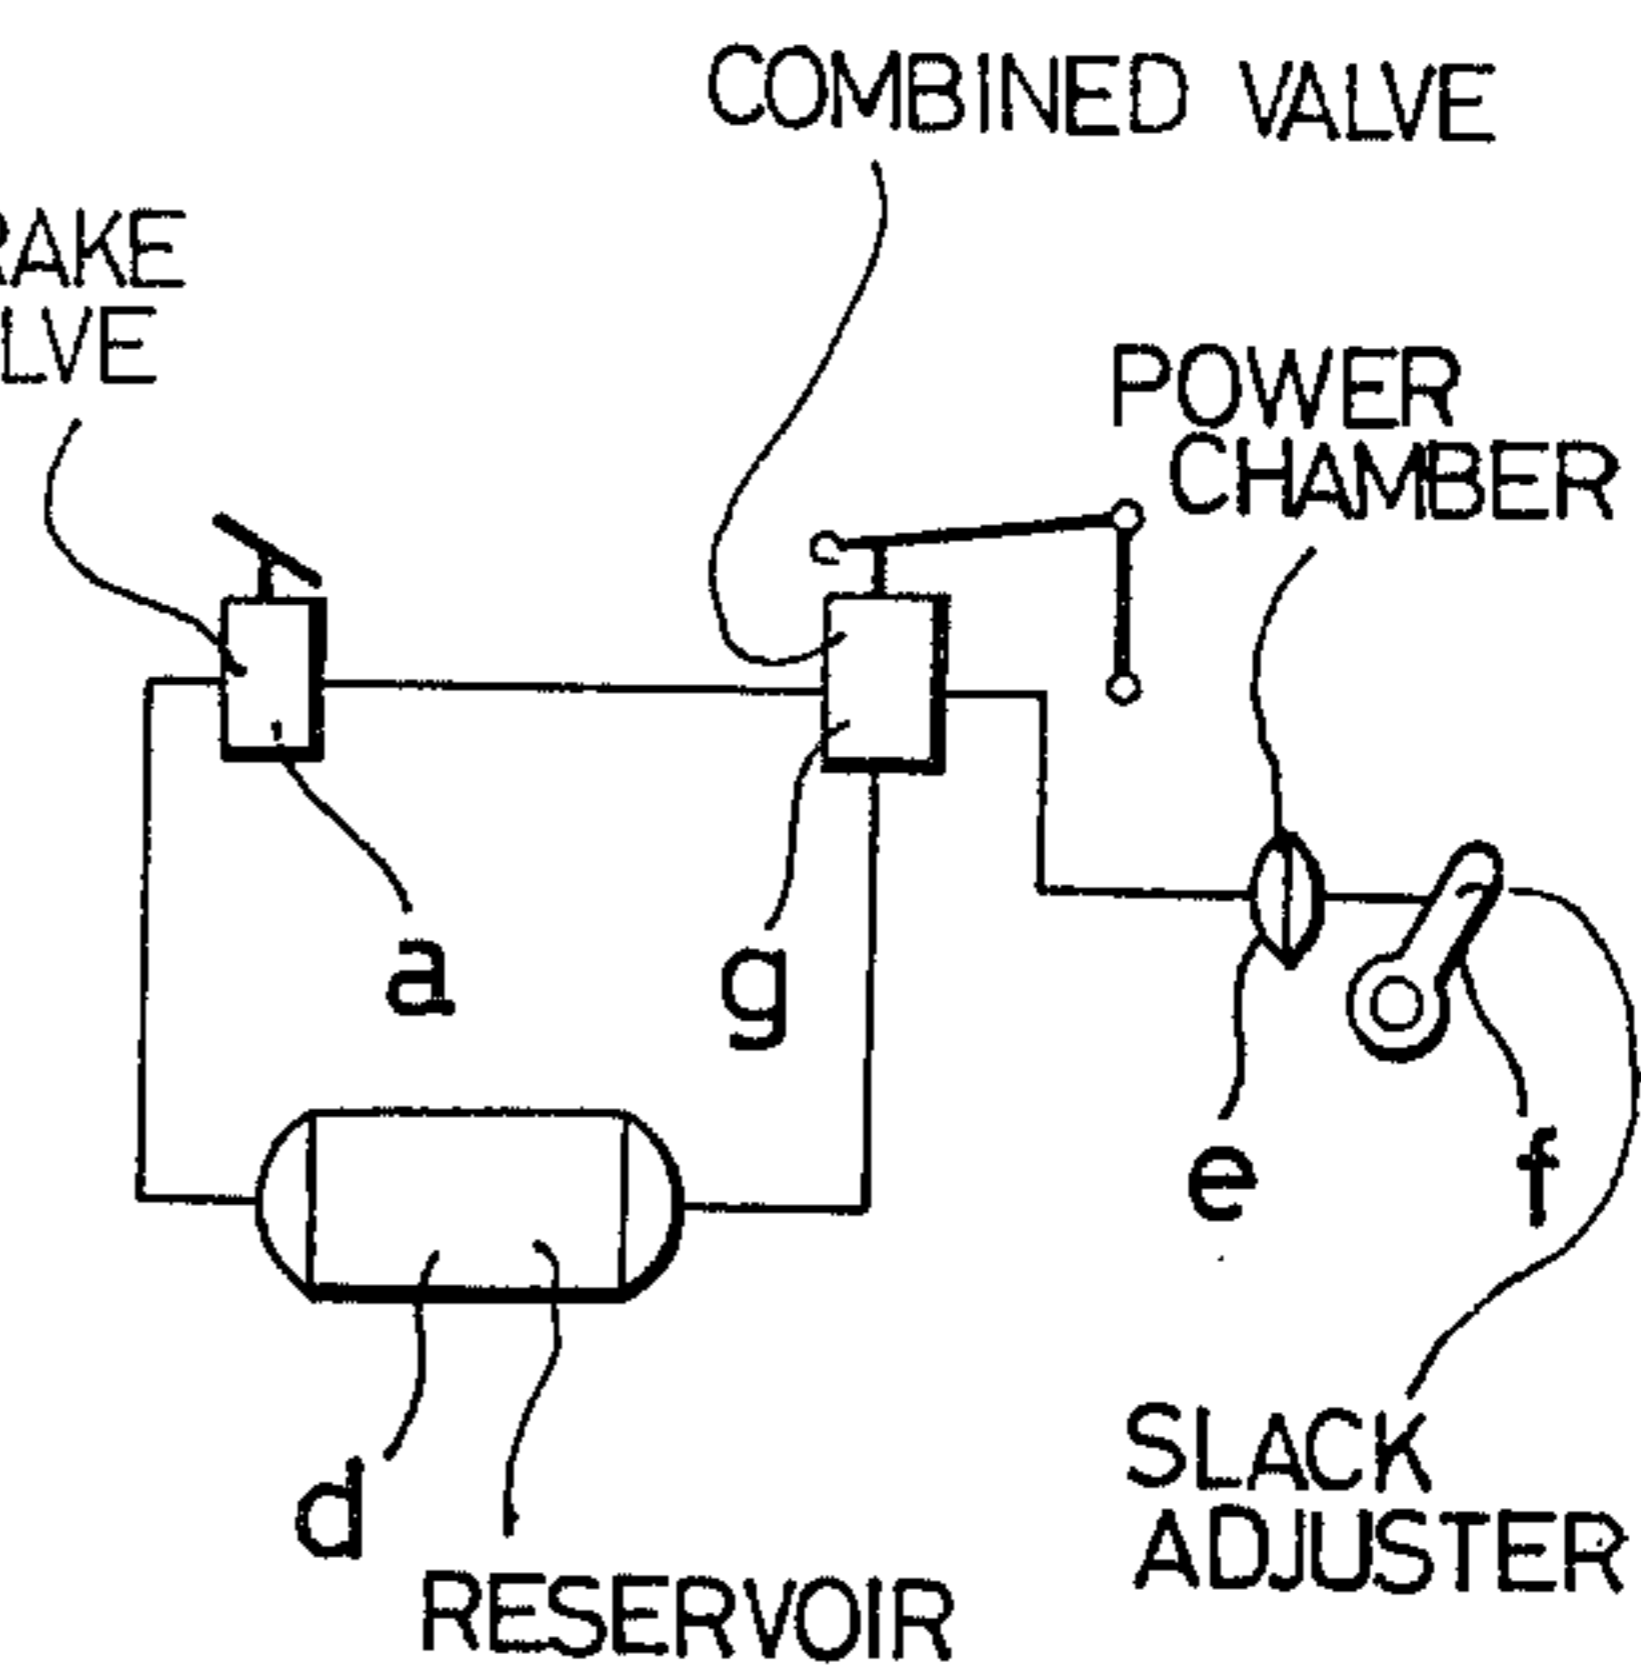 COMBINED VALVE
RAKE
LVE
POWER
CHAMBER
a
g
e
f
d
SLACK
ADJUSTER
RESERVOIR